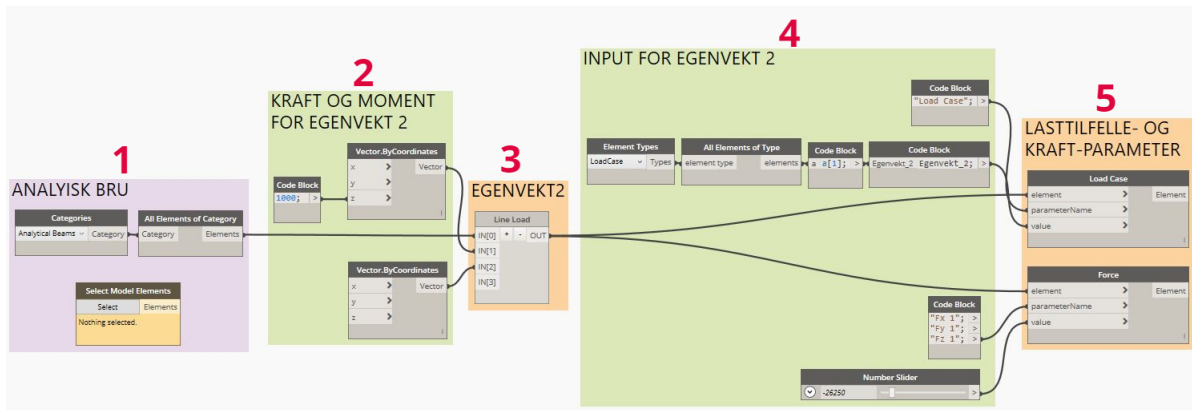 1
ANALYISK BRU
Categories
Analytical Beams Category
All Elements of Category
Category Elements
Select Model Elements
Select Elements
Nothing selected.
2
KRAFT OG MOMENT
FOR EGENVEKT 2
Code Block
1000; >
Vector.ByCoordinates
x > Vector
y >
z >
Vector.ByCoordinates
x > Vector
y >
z >
3
EGENVEKT2
Line Load
IN[0] + - OUT
IN[1]
IN[2]
IN[3]
4
INPUT FOR EGENVEKT 2
Code Block
"Load Case"; >
Element Types
LoadCase Types
All Elements of Type
element type elements
Code Block
a a[1]; >
Code Block
Egenvekt_2 Egenvekt_2; >
Code Block
"Fx 1"; >
"Fy 1"; >
"Fz 1"; >
Number Slider
-26250 >
5
LASTTILFELLE- OG
KRAFT-PARAMETER
Load Case
element > Element
parameterName >
value >
Force
element > Element
parameterName >
value >